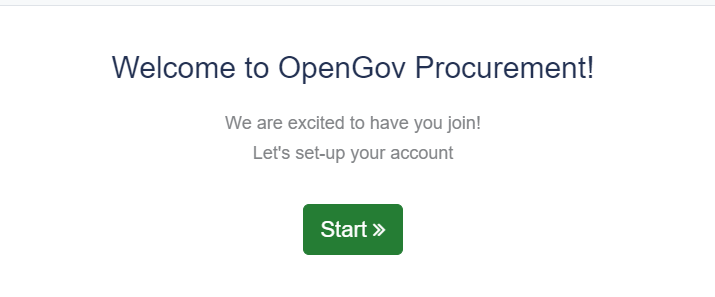 Welcome to OpenGov Procurement!
We are excited to have you join!
Let's set-up your account
Start »